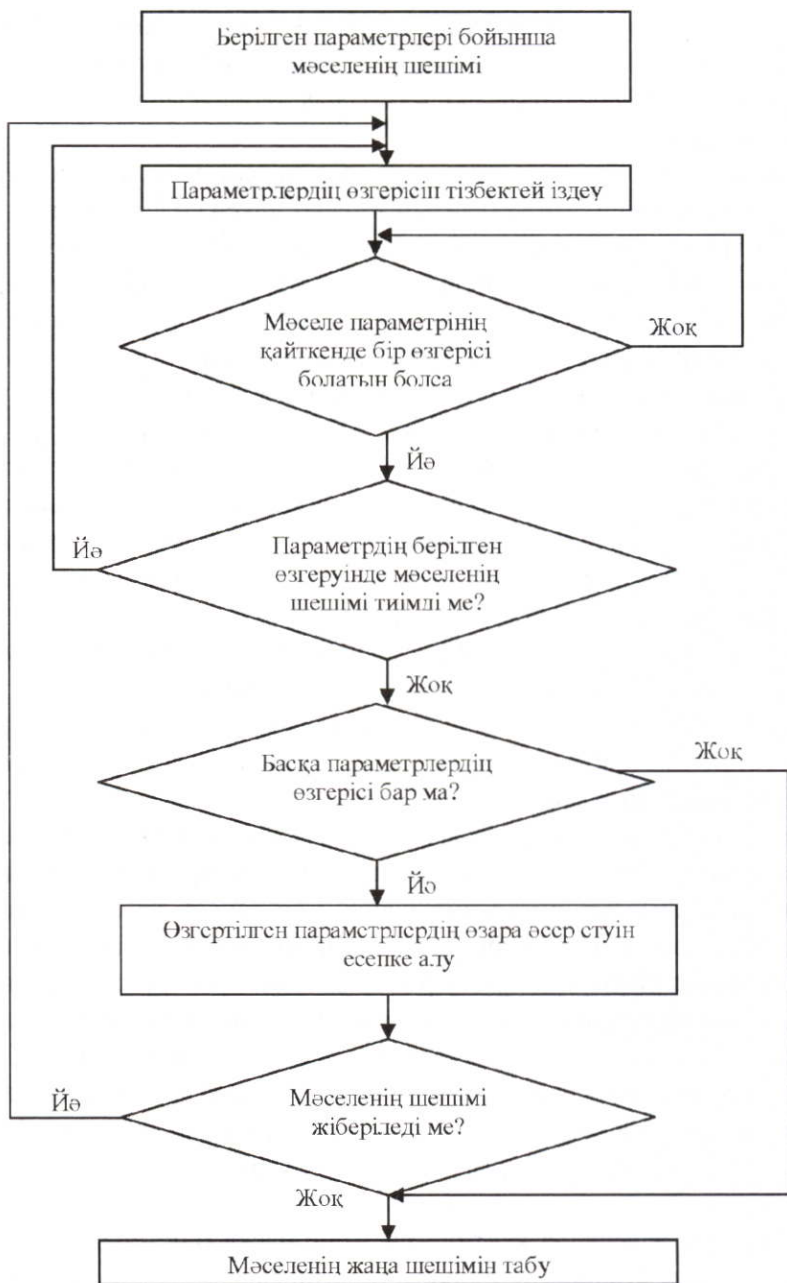 Берілген параметрлері бойынша
мәселенің шешімі
Параметрлердің өзгерісін тізбектей іздеу
Мәселе параметрінің
қайткенде бір өзгерісі
болатын болса
Жоқ
Йә
Йә
Параметрдің берілген
өзгеруінде мәселенің
шешімі тиімді ме?
Жоқ
Басқа параметрлердің
өзгерісі бар ма?
Жоқ
Йә
Өзгертілген параметрлердің өзара әсер етуін
есепке алу
Йә
Мәселенің шешімі
жіберіледі ме?
Жоқ
Мәселенің жаңа шешімін табу